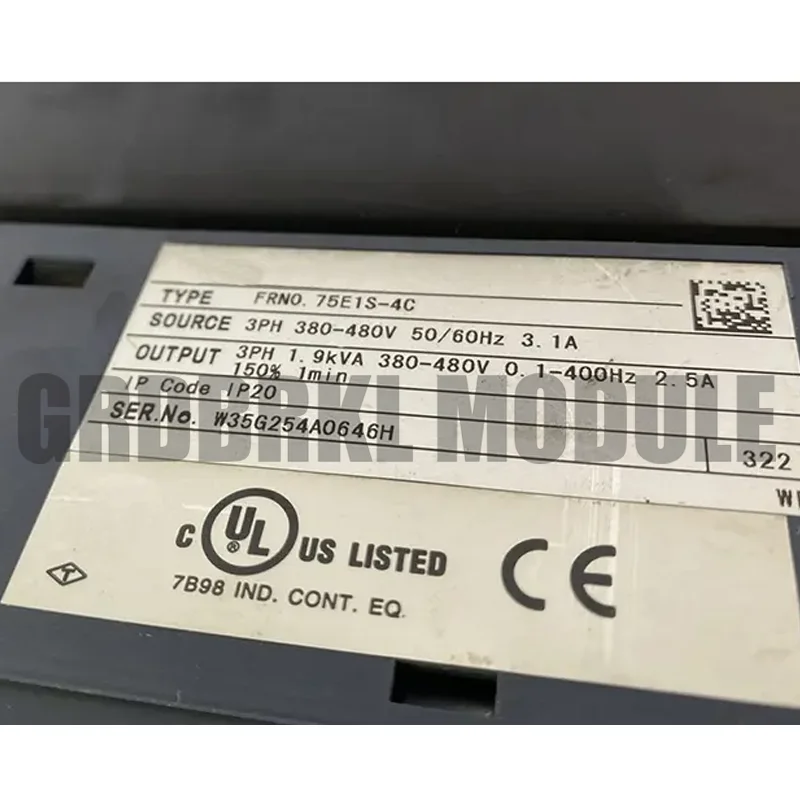 TYPE FRN0.75E1S-4C
SOURCE 3PH 380-480V 50/60Hz 3.1A
OUTPUT 3PH 1.9kVA 380-480V 0.1-400Hz 2.5A
150% 1min
IP Code IP20
SER.No. W35G254A0646H
322
GRDBRKL MODULE
C UL ® US LISTED
7B98 IND. CONT. EQ.
CE
T